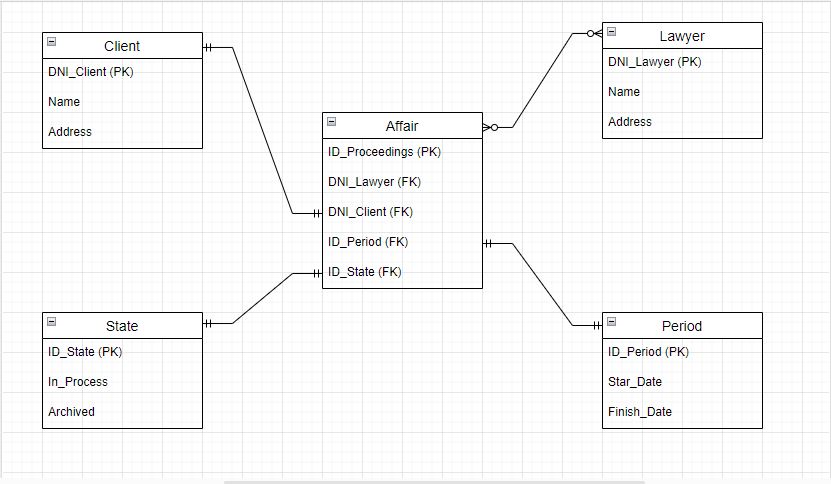 Client
DNI_Client (PK)
Name
Address
Lawyer
DNI_Lawyer (PK)
Name
Address
Affair
ID_Proceedings (PK)
DNI_Lawyer (FK)
DNI_Client (FK)
ID_Period (FK)
ID_State (FK)
State
ID_State (PK)
In_Process
Archived
Period
ID_Period (PK)
Star_Date
Finish_Date